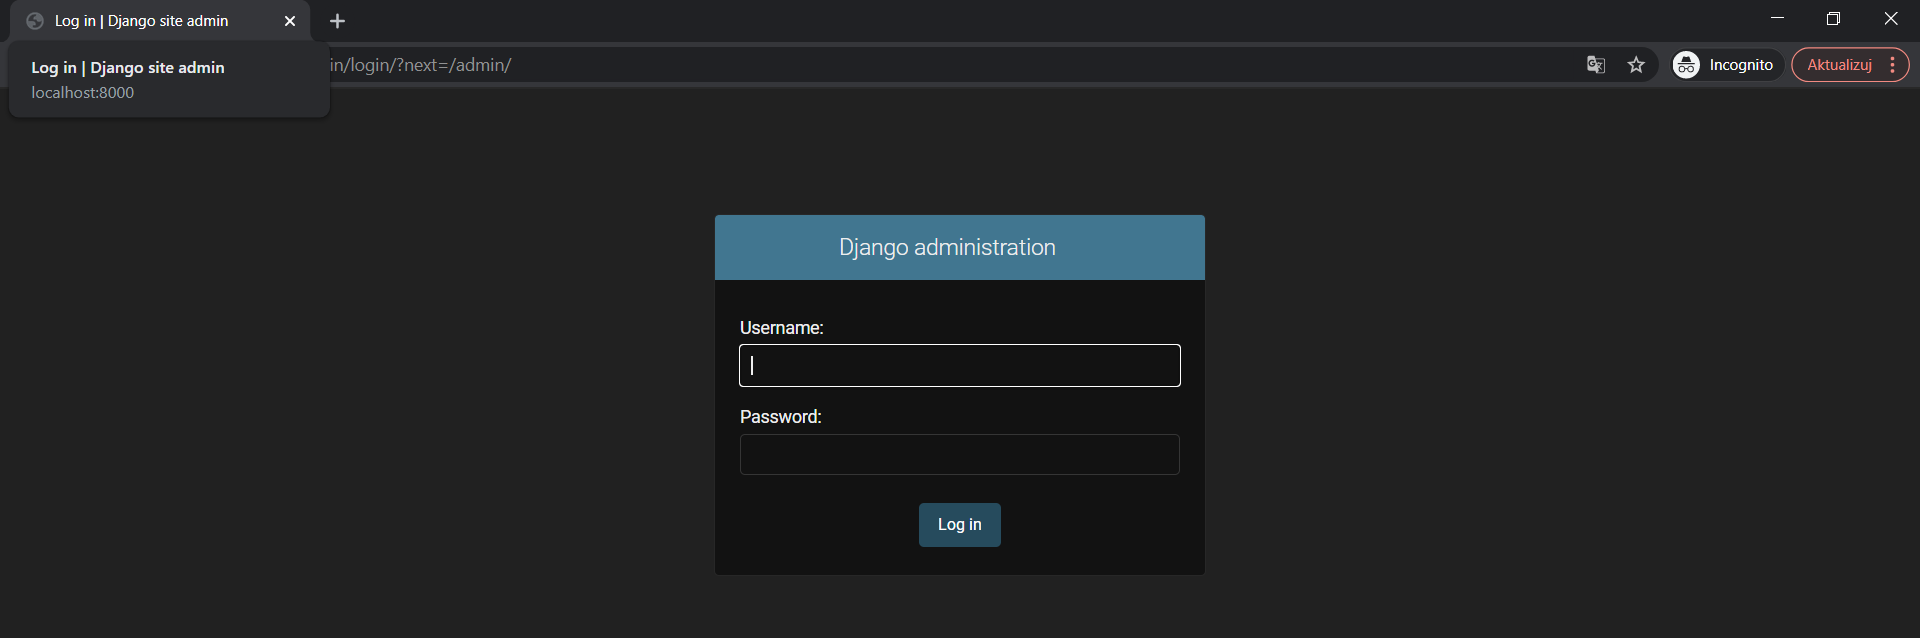 Log in | Django site admin
Log in | Django site admin
localhost:8000
in/login/?next=/admin/
Incognito
Aktualizuj
Django administration
Username:
Password:
Log in